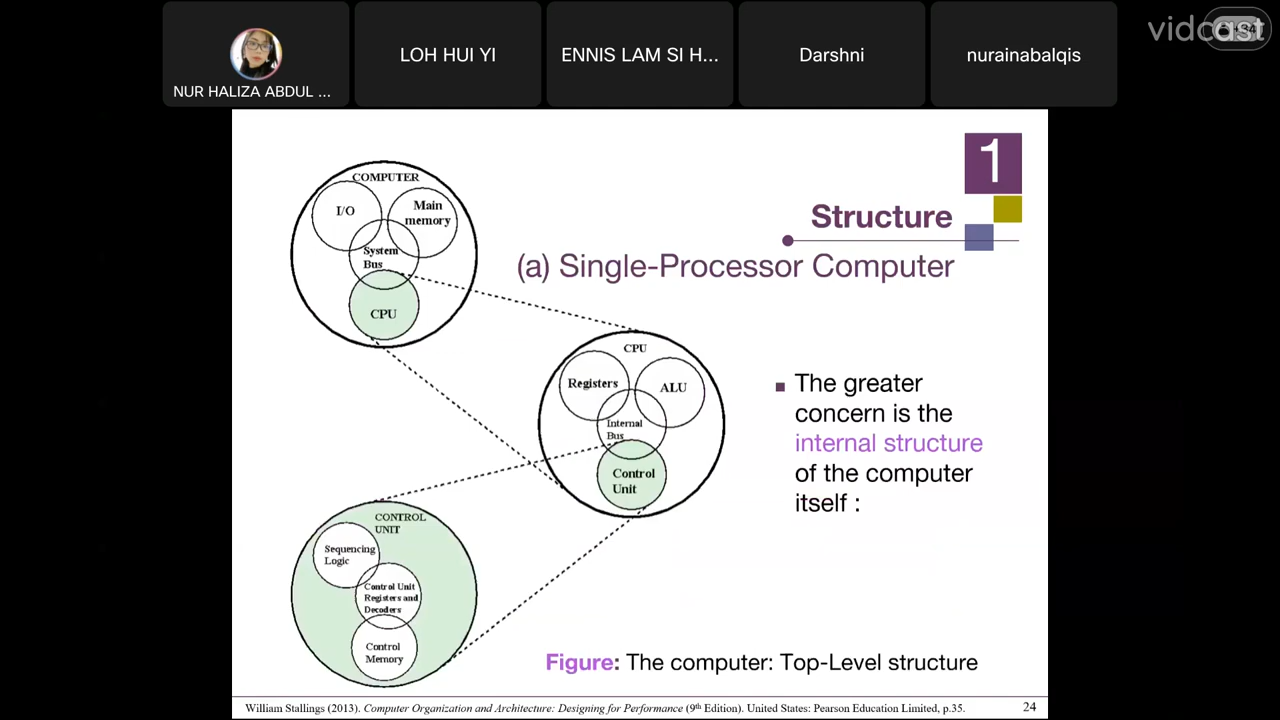 vidcast
NUR HALIZA ABDUL ...
LOH HUI YI
ENNIS LAM SI H...
Darshni
nurainabalqis
1
Structure
(a) Single-Processor Computer
COMPUTER
I/O
Main
memory
System
Bus
CPU
CPU
Registers
ALU
Internal
Bus
Control
Unit
CONTROL
UNIT
Sequencing
Logic
Control Unit
Registers and
Decoders
Control
Memory
■ The greater
concern is the
internal structure
of the computer
itself :
Figure: The computer: Top-Level structure
William Stallings (2013). Computer Organization and Architecture: Designing for Performance (9th Edition). United States: Pearson Education Limited, p.35.
24